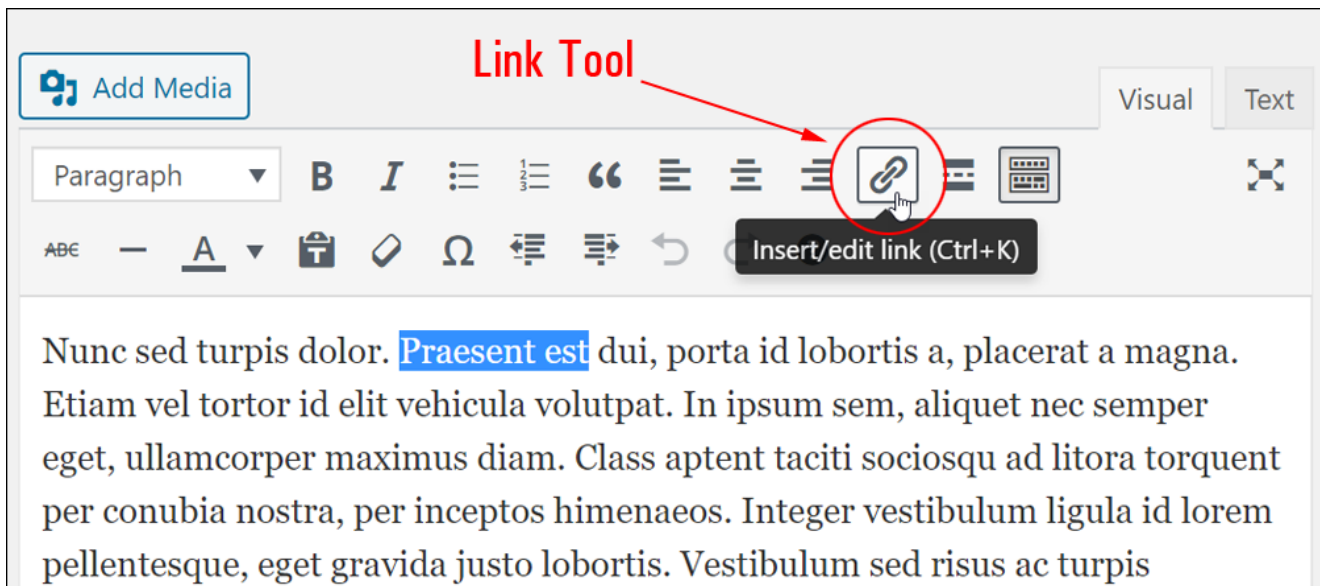 Link Tool
Add Media
Visual Text
Paragraph B I
ABC A Ω
Insert/edit link (Ctrl+K)
Nunc sed turpis dolor. Praesent est dui, porta id lobortis a, placerat a magna.
Etiam vel tortor id elit vehicula volutpat. In ipsum sem, aliquet nec semper
eget, ullamcorper maximus diam. Class aptent taciti sociosqu ad litora torquent
per conubia nostra, per inceptos himenaeos. Integer vestibulum ligula id lorem
pellentesque, eget gravida justo lobortis. Vestibulum sed risus ac turpis